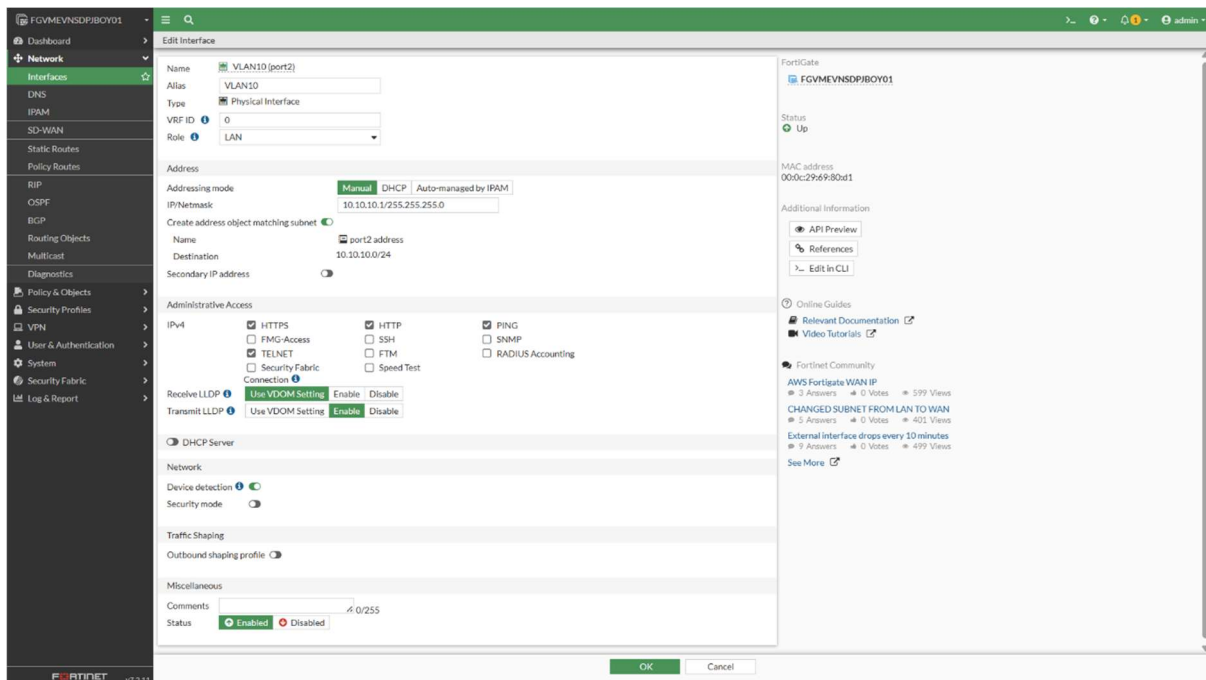 FGVMEVNSDPJBOY01
admin
Dashboard
Edit Interface
Network
Interfaces
DNS
IPAM
SD-WAN
Static Routes
Policy Routes
RIP
OSPF
BGP
Routing Objects
Multicast
Diagnostics
Policy & Objects
Security Profiles
VPN
User & Authentication
System
Security Fabric
Log & Report
FORTINET
Name VLAN10 (port2)
Alias VLAN10
Type Physical Interface
VRF ID 0
Role LAN
Address
Addressing mode Manual DHCP Auto-managed by IPAM
IP/Netmask 10.10.10.1/255.255.255.0
Create address object matching subnet
Name port2 address
Destination 10.10.10.0/24
Secondary IP address
Administrative Access
IPv4 HTTPS HTTP PING
FMG-Access SSH SNMP
TELNET FTM RADIUS Accounting
Security Fabric Speed Test
Connection
Receive LLDP Use VDOM Setting Enable Disable
Transmit LLDP Use VDOM Setting Enable Disable
DHCP Server
Network
Device detection
Security mode
Traffic Shaping
Outbound shaping profile
Miscellaneous
Comments 0/255
Status Enabled Disabled
OK Cancel
FortiGate
FGVMEVNSDPJBOY01
Status
Up
MAC address
00:0c:29:69:80:d1
Additional Information
API Preview
References
>_ Edit in CLI
Online Guides
Relevant Documentation
Video Tutorials
Fortinet Community
AWS Fortigate WAN IP
3 Answers 0 Votes 599 Views
CHANGED SUBNET FROM LAN TO WAN
5 Answers 0 Votes 401 Views
External interface drops every 10 minutes
9 Answers 0 Votes 499 Views
See More